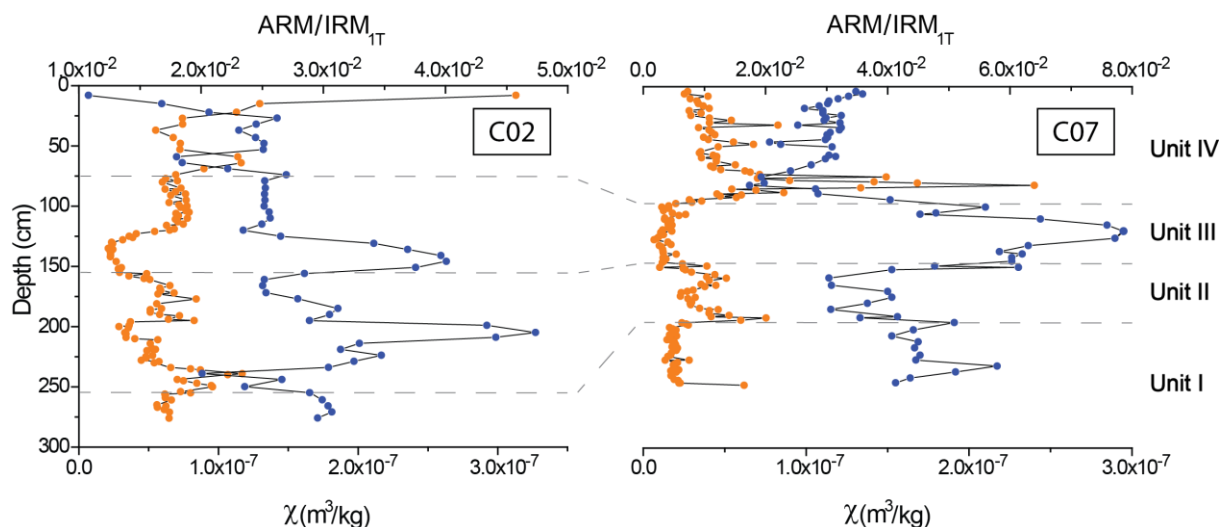 ARM/IRM1T
ARM/IRM1T
1.0x10-2 2.0x10-2 3.0x10-2 4.0x10-2 5.0x10-2
0.0 2.0x10-2 4.0x10-2 6.0x10-2 8.0x10-2
C02
C07
Depth (cm)
0
50
100
150
200
250
300
Unit IV
Unit III
Unit II
Unit I
0.0 1.0x10-7 2.0x10-7 3.0x10-7
0.0 1.0x10-7 2.0x10-7 3.0x10-7
χ(m3/kg)
χ(m3/kg)